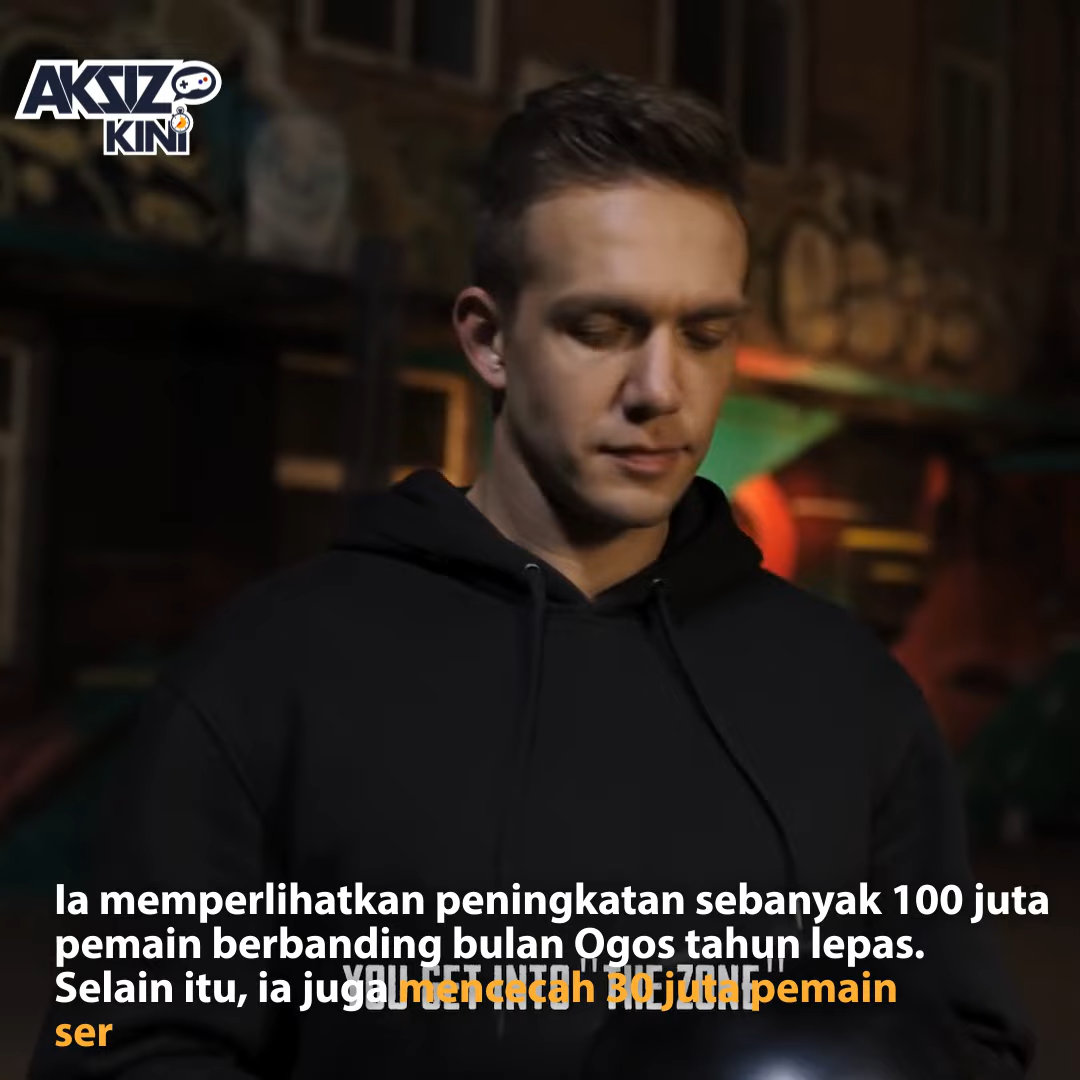 AKSIZ
KINI
Ia memperlihatkan peningkatan sebanyak 100 juta
pemain berbanding bulan Ogos tahun lepas.
Selain itu, ia juga mencecah 30 juta pemain
ser
YOU GET INTO "THE ZONE"